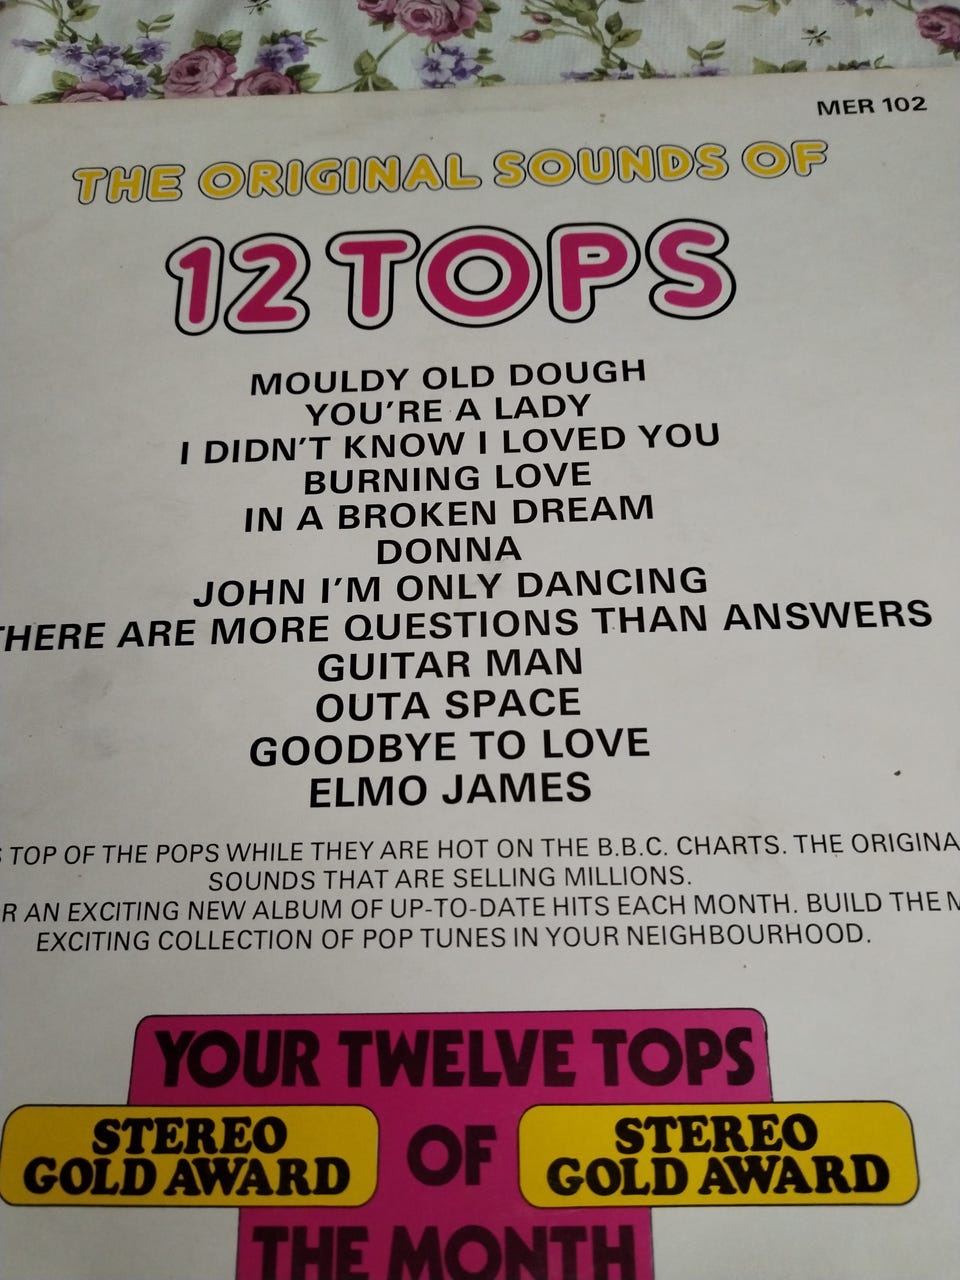 MER 102
THE ORIGINAL SOUNDS OF
12 TOPS
MOULDY OLD DOUGH
YOU'RE A LADY
I DIDN'T KNOW I LOVED YOU
BURNING LOVE
IN A BROKEN DREAM
DONNA
JOHN I'M ONLY DANCING
THERE ARE MORE QUESTIONS THAN ANSWERS
GUITAR MAN
OUTA SPACE
GOODBYE TO LOVE
ELMO JAMES
TOP OF THE POPS WHILE THEY ARE HOT ON THE B.B.C. CHARTS. THE ORIGINA
SOUNDS THAT ARE SELLING MILLIONS.
R AN EXCITING NEW ALBUM OF UP-TO-DATE HITS EACH MONTH. BUILD THE M
EXCITING COLLECTION OF POP TUNES IN YOUR NEIGHBOURHOOD.
YOUR TWELVE TOPS
STEREO
GOLD AWARD
OF
STEREO
GOLD AWARD
THE MONTH